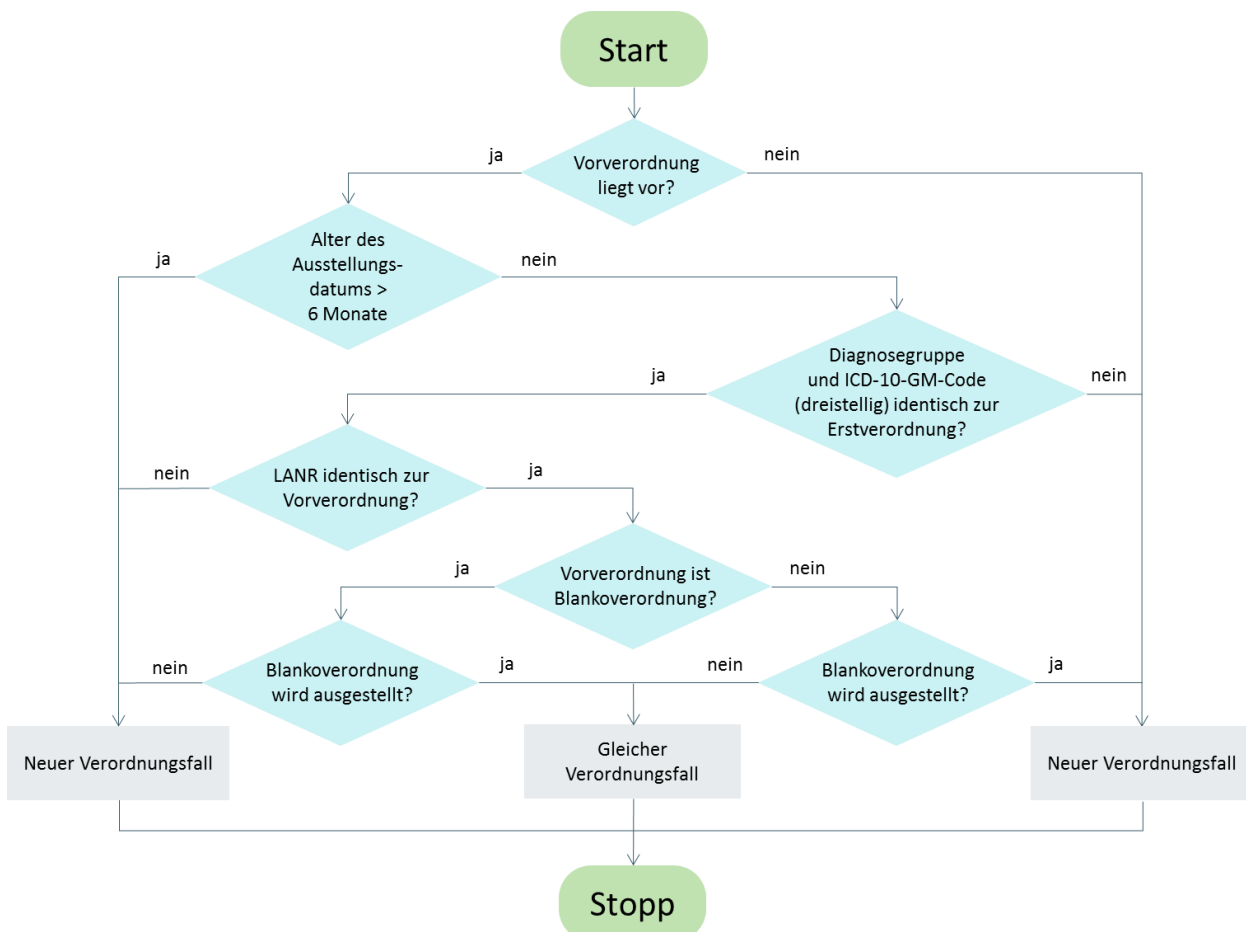 Start
ja
Vorverordnung
liegt vor?
nein
ja
Alter des
Ausstellungs-
datums >
6 Monate
nein
ja
Diagnosegruppe
und ICD-10-GM-Code
(dreistellig) identisch zur
Erstverordnung?
nein
nein
LANR identisch zur
Vorverordnung?
ja
ja
Vorverordnung ist
Blankoverordnung?
nein
nein
Blankoverordnung
wird ausgestellt?
ja
nein
Blankoverordnung
wird ausgestellt?
ja
Neuer Verordnungsfall
Gleicher
Verordnungsfall
Neuer Verordnungsfall
Stopp